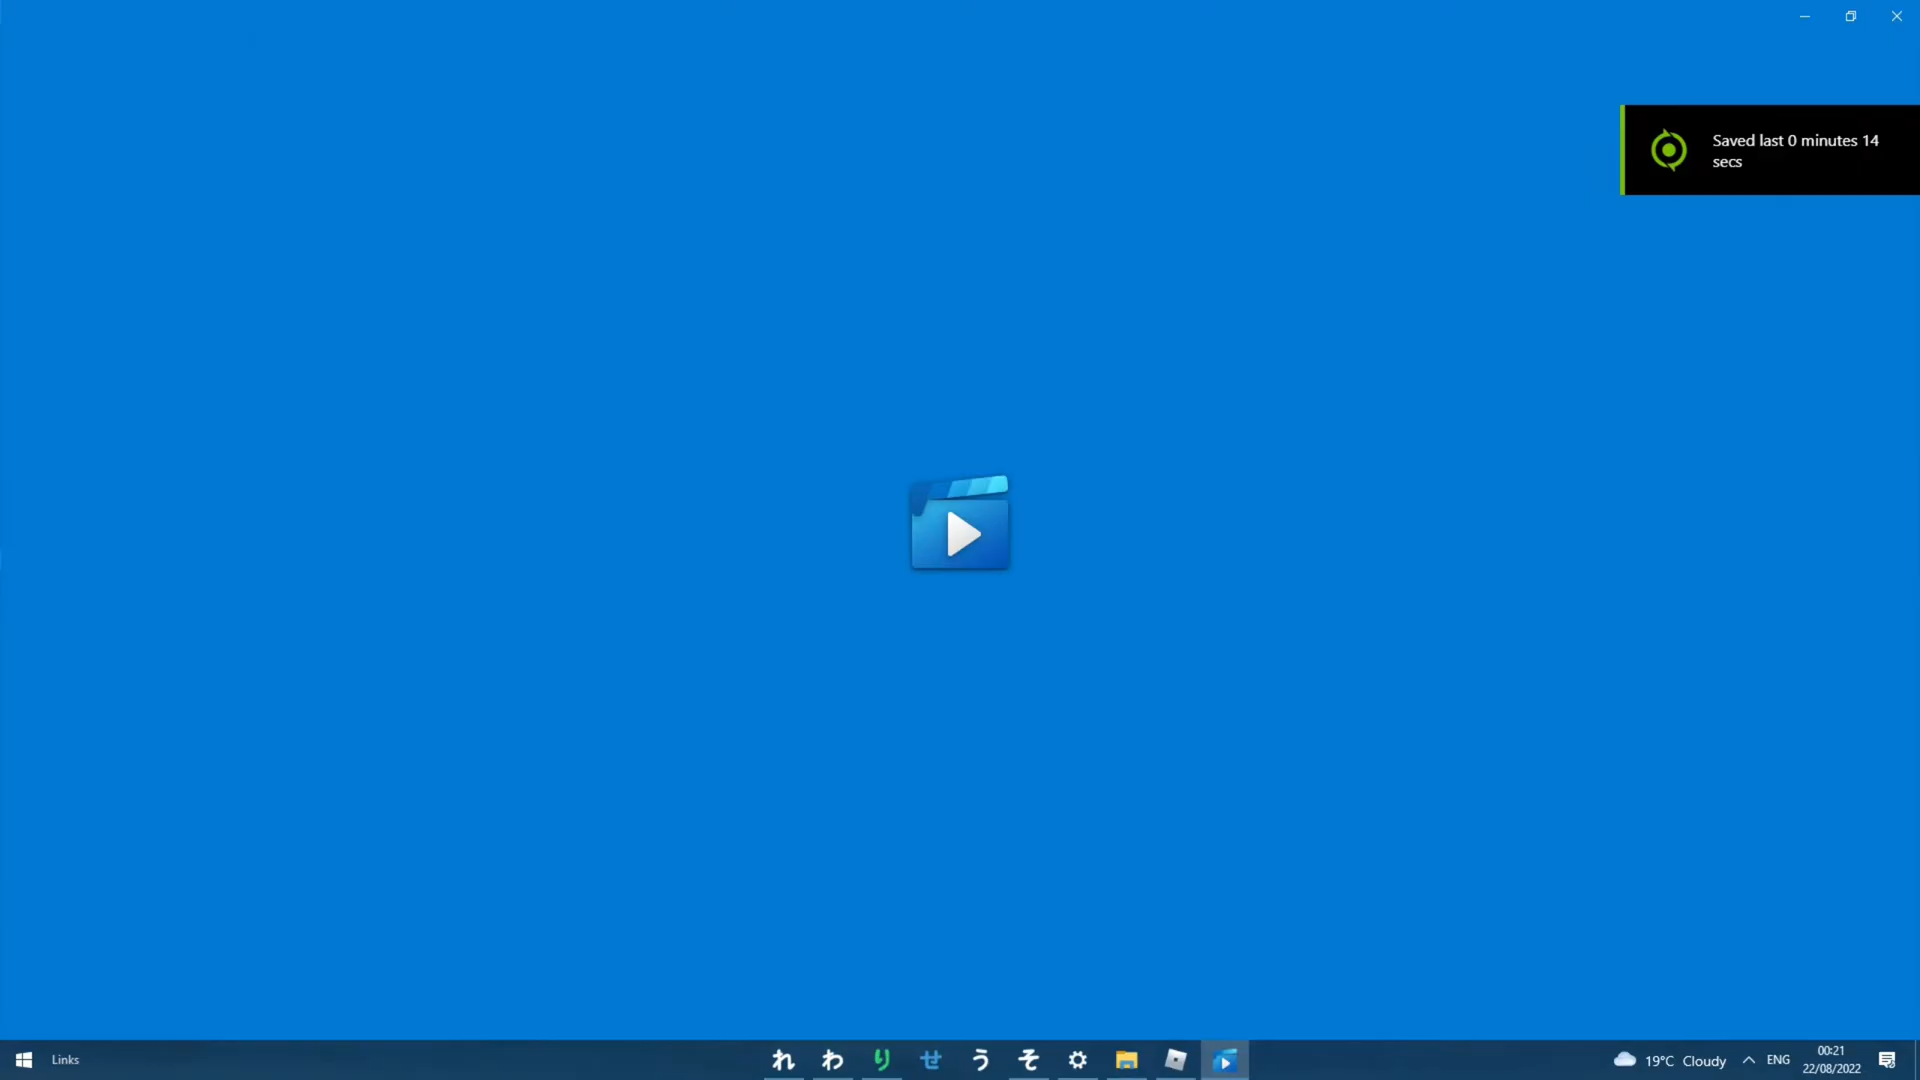 Saved last 0 minutes 14
secs
Links
れ わ り せ う そ
19°C Cloudy
ENG
00:21
22/08/2022